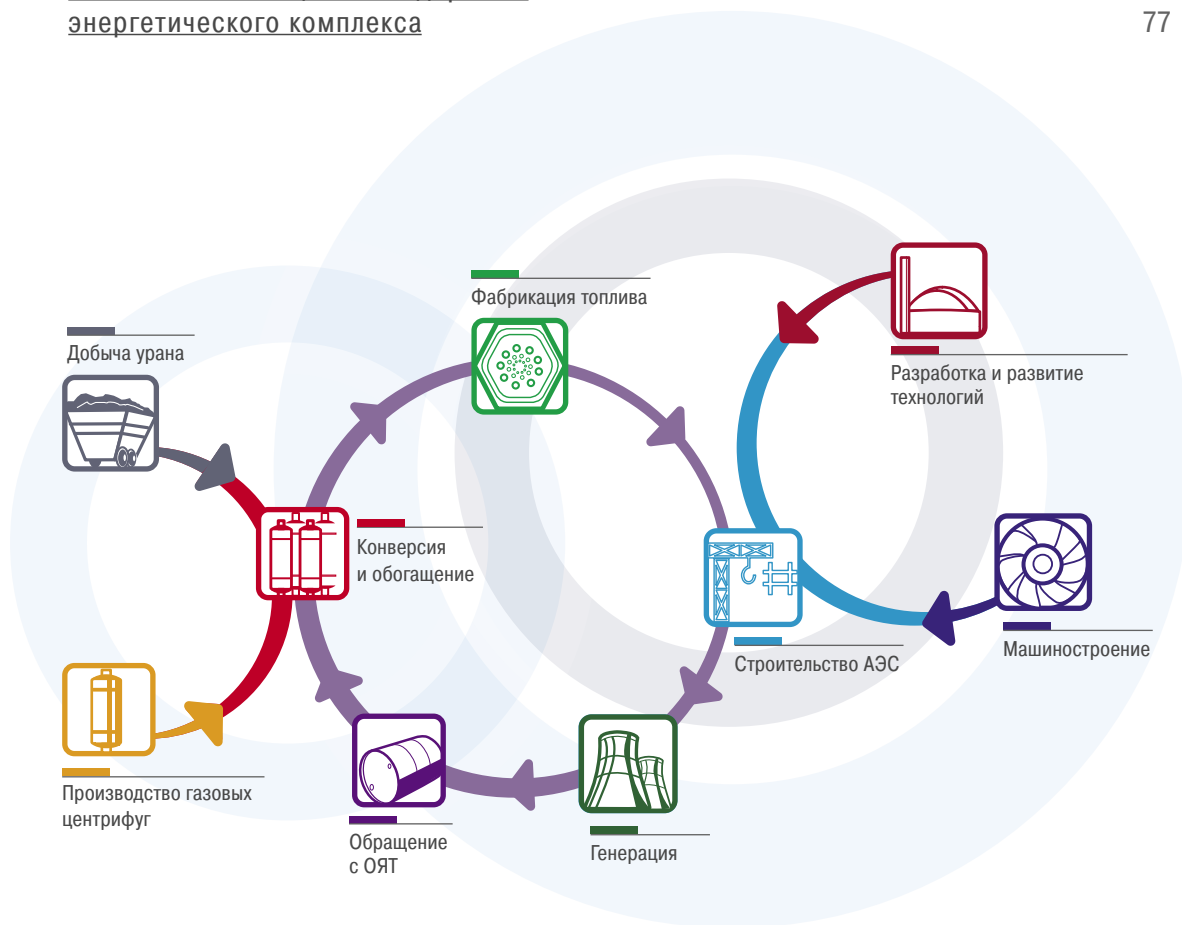 энергетического комплекса
77
Фабрикация топлива
Добыча урана
Разработка и развитие
технологий
Конверсия
и обогащение
Строительство АЭС
Машиностроение
Производство газовых
центрифуг
Обращение
с ОЯТ
Генерация